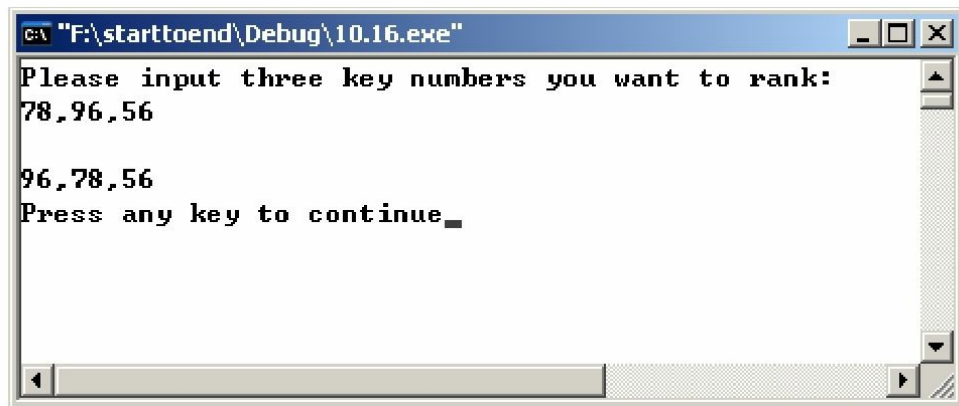 "F:\starttoend\Debug\10.16.exe"
Please input three key numbers you want to rank:
78,96,56
96,78,56
Press any key to continue_